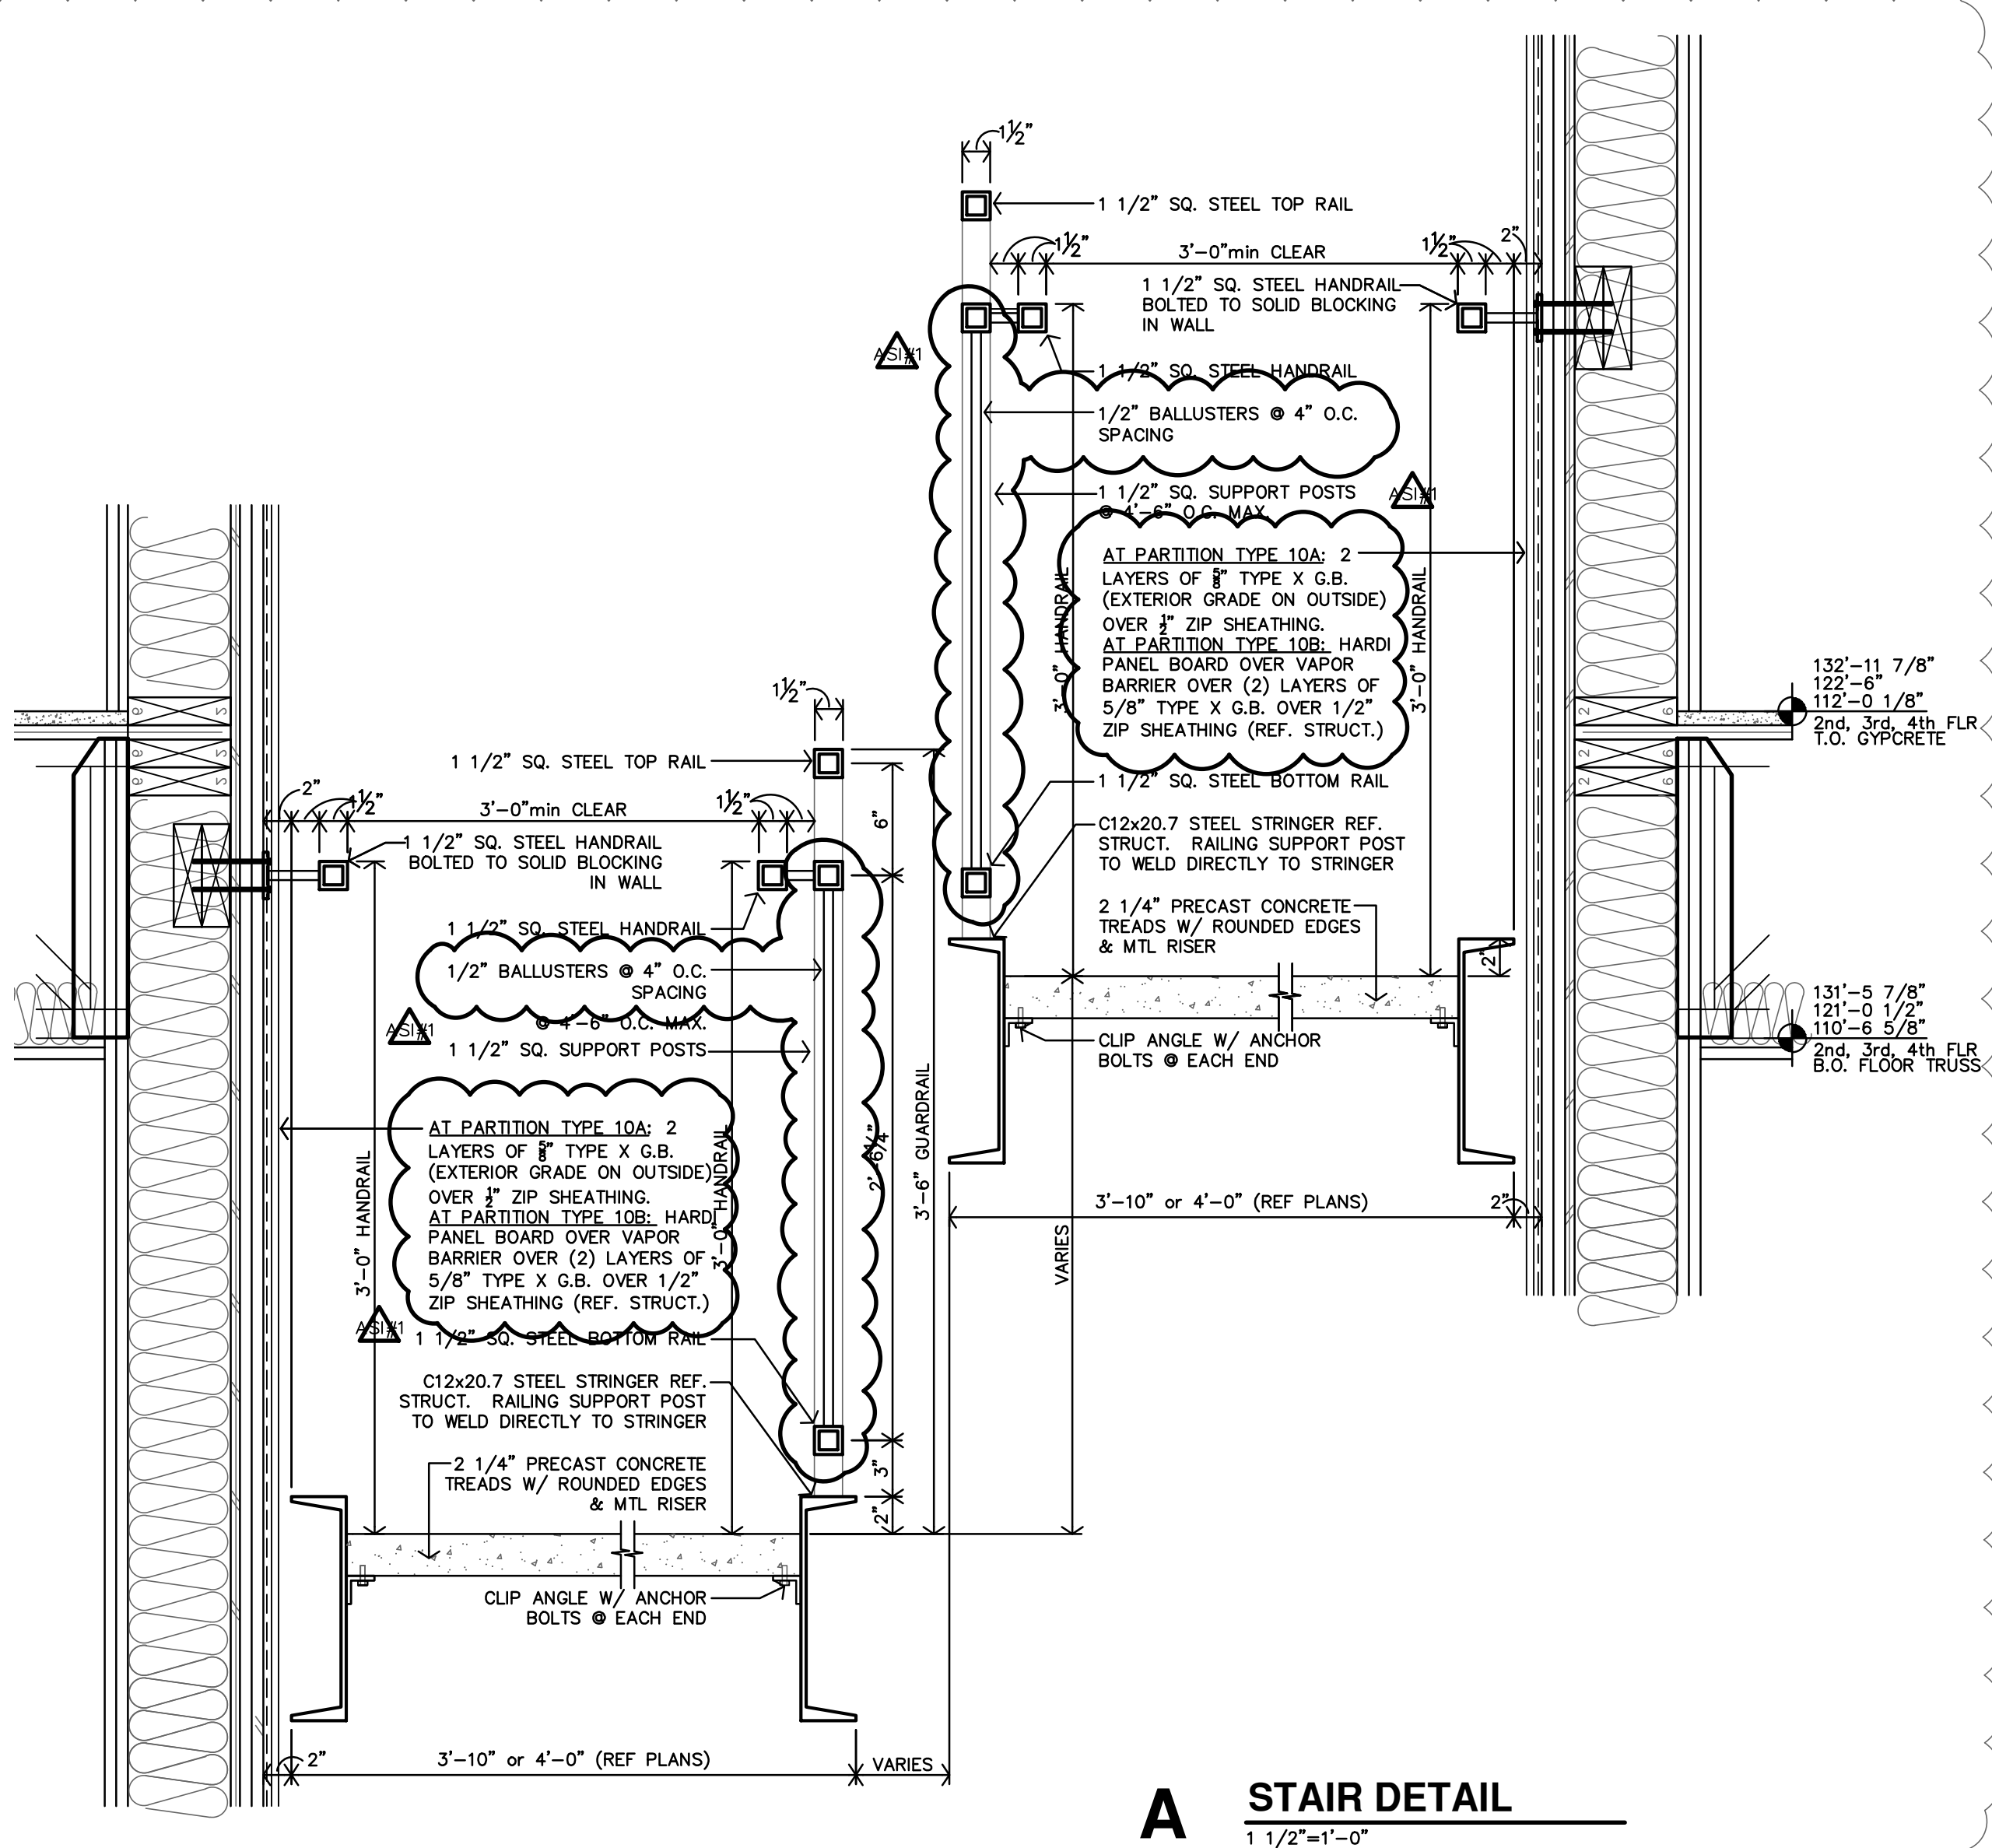 1½"
1 1/2" SQ. STEEL TOP RAIL
1½"
3'-0"min CLEAR
1½"
2"
1 1/2" SQ. STEEL HANDRAIL
BOLTED TO SOLID BLOCKING
IN WALL
ASI#1
1 1/2" SQ. STEEL HANDRAIL
1/2" BALLUSTERS @ 4" O.C.
SPACING
1 1/2" SQ. SUPPORT POSTS
@ 4'-6" O.C. MAX.
ASI#1
AT PARTITION TYPE 10A: 2
LAYERS OF ⅝" TYPE X G.B.
(EXTERIOR GRADE ON OUTSIDE)
OVER ½" ZIP SHEATHING.
AT PARTITION TYPE 10B: HARDI
PANEL BOARD OVER VAPOR
BARRIER OVER (2) LAYERS OF
5/8" TYPE X G.B. OVER 1/2"
ZIP SHEATHING (REF. STRUCT.)
3'-0" HANDRAIL
3'-0" HANDRAIL
1 1/2" SQ. STEEL BOTTOM RAIL
C12x20.7 STEEL STRINGER REF.
STRUCT. RAILING SUPPORT POST
TO WELD DIRECTLY TO STRINGER
2 1/4" PRECAST CONCRETE
TREADS W/ ROUNDED EDGES
& MTL RISER
2"
CLIP ANGLE W/ ANCHOR
BOLTS @ EACH END
3'-10" or 4'-0" (REF PLANS)
2"
VARIES
2 6
2 6
2 6
132'-11 7/8"
122'-6"
112'-0 1/8"
2nd, 3rd, 4th FLR
T.O. GYPCRETE
131'-5 7/8"
121'-0 1/2"
110'-6 5/8"
2nd, 3rd, 4th FLR
B.O. FLOOR TRUSS
2 6
2 6
2 6
1½"
1 1/2" SQ. STEEL TOP RAIL
2"
1½"
3'-0"min CLEAR
1½"
6"
1 1/2" SQ. STEEL HANDRAIL
BOLTED TO SOLID BLOCKING
IN WALL
1 1/2" SQ. STEEL HANDRAIL
1/2" BALLUSTERS @ 4" O.C.
SPACING
ASI#1
@ 4'-6" O.C. MAX.
1 1/2" SQ. SUPPORT POSTS
AT PARTITION TYPE 10A: 2
LAYERS OF ⅝" TYPE X G.B.
(EXTERIOR GRADE ON OUTSIDE)
OVER ½" ZIP SHEATHING.
AT PARTITION TYPE 10B: HARDI
PANEL BOARD OVER VAPOR
BARRIER OVER (2) LAYERS OF
5/8" TYPE X G.B. OVER 1/2"
ZIP SHEATHING (REF. STRUCT.)
3'-0" HANDRAIL
3'-0" HANDRAIL
3'-6" GUARDRAIL
ASI#1
1 1/2" SQ. STEEL BOTTOM RAIL
C12x20.7 STEEL STRINGER REF.
STRUCT. RAILING SUPPORT POST
TO WELD DIRECTLY TO STRINGER
2 1/4" PRECAST CONCRETE
TREADS W/ ROUNDED EDGES
& MTL RISER
3"
2"
CLIP ANGLE W/ ANCHOR
BOLTS @ EACH END
2"
3'-10" or 4'-0" (REF PLANS)
VARIES
A
STAIR DETAIL
1 1/2"=1'-0"